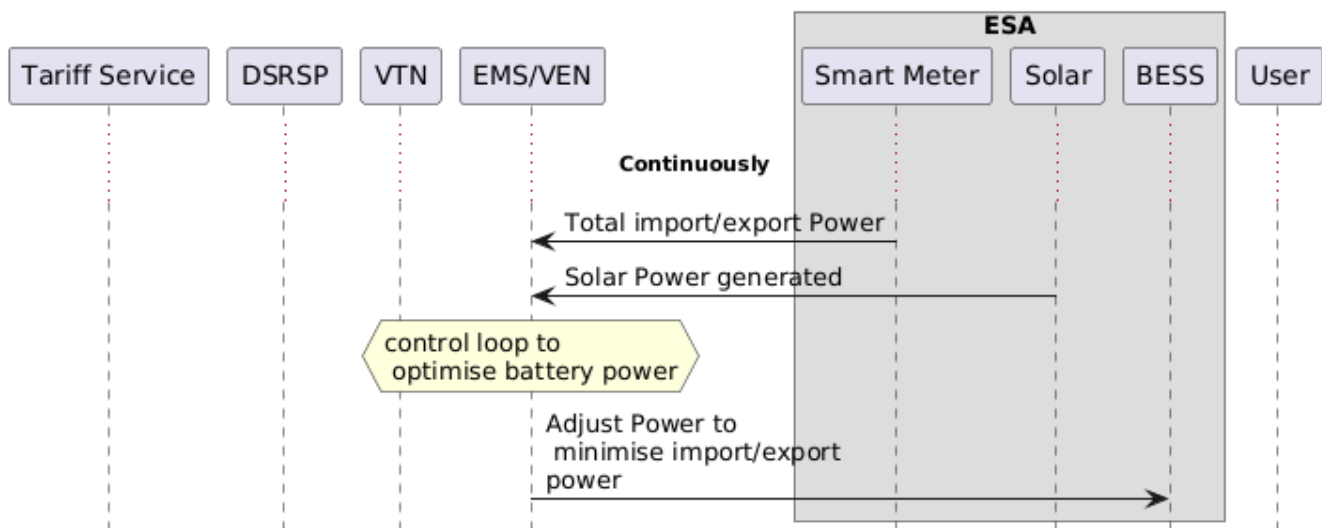 ESA
Tariff Service
DSRSP
VTN
EMS/VEN
Smart Meter
Solar
BESS
User
Continuously
Total import/export Power
Solar Power generated
control loop to
optimise battery power
Adjust Power to
minimise import/export
power